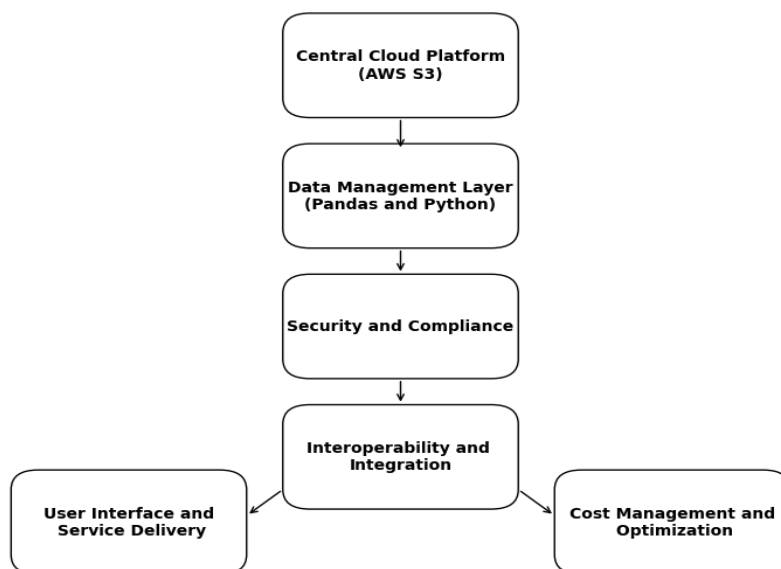 Central Cloud Platform
(AWS S3)
Data Management Layer
(Pandas and Python)
Security and Compliance
Interoperability and
Integration
User Interface and
Service Delivery
Cost Management and
Optimization